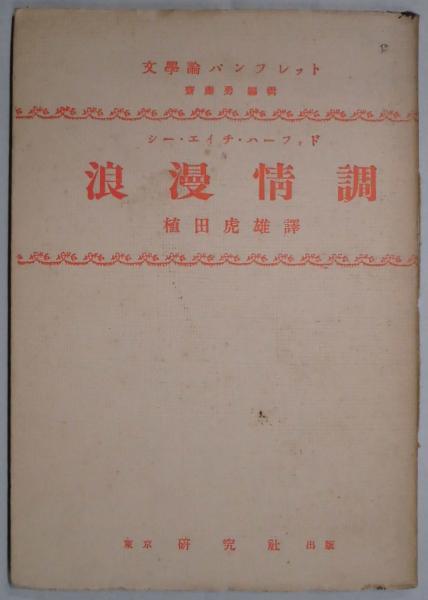 文學論パンフレット
齋藤勇編輯
シー・エイチ・ハーフォド
浪漫情調
植田虎雄譯
東京 研究社 出版